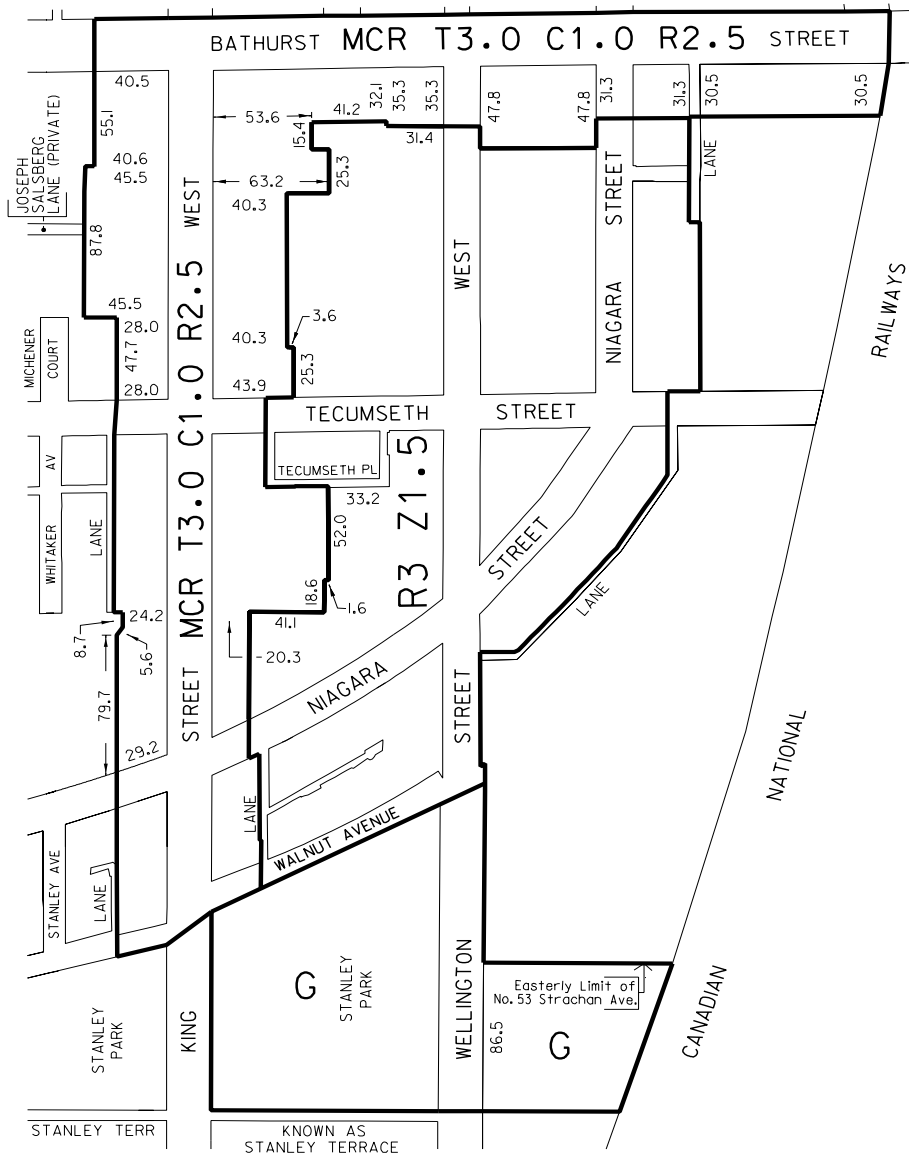 BATHURST MCR T3.0 C1.0 R2.5 STREET
40.5
53.6
41.2
32.1
35.3
35.3
47.8
47.8
31.3
31.3
30.5
30.5
55.1
15.4
31.4
40.6
45.5
JOSEPH
SALSBERG
LANE (PRIVATE)
63.2
25.3
40.3
LANE
87.8
WEST
WEST
STREET
NIAGARA
RAILWAYS
45.5
28.0
47.7
28.0
MICHENER
COURT
3.6
40.3
25.3
43.9
MCR T3.0 C1.0 R2.5
TECUMSETH STREET
AV
WHITAKER
LANE
TECUMSETH PL
33.2
52.0
R3 Z1.5
STREET
LANE
18.6
1.6
41.1
24.2
8.7
5.6
20.3
79.7
29.2
STREET
NIAGARA
STREET
NATIONAL
LANE
WALNUT AVENUE
STANLEY AVE
LANE
G
STANLEY
PARK
STANLEY
PARK
KING
WELLINGTON
86.5
Easterly Limit of
No. 53 Strachan Ave.
G
CANADIAN
STANLEY TERR
KNOWN AS
STANLEY TERRACE